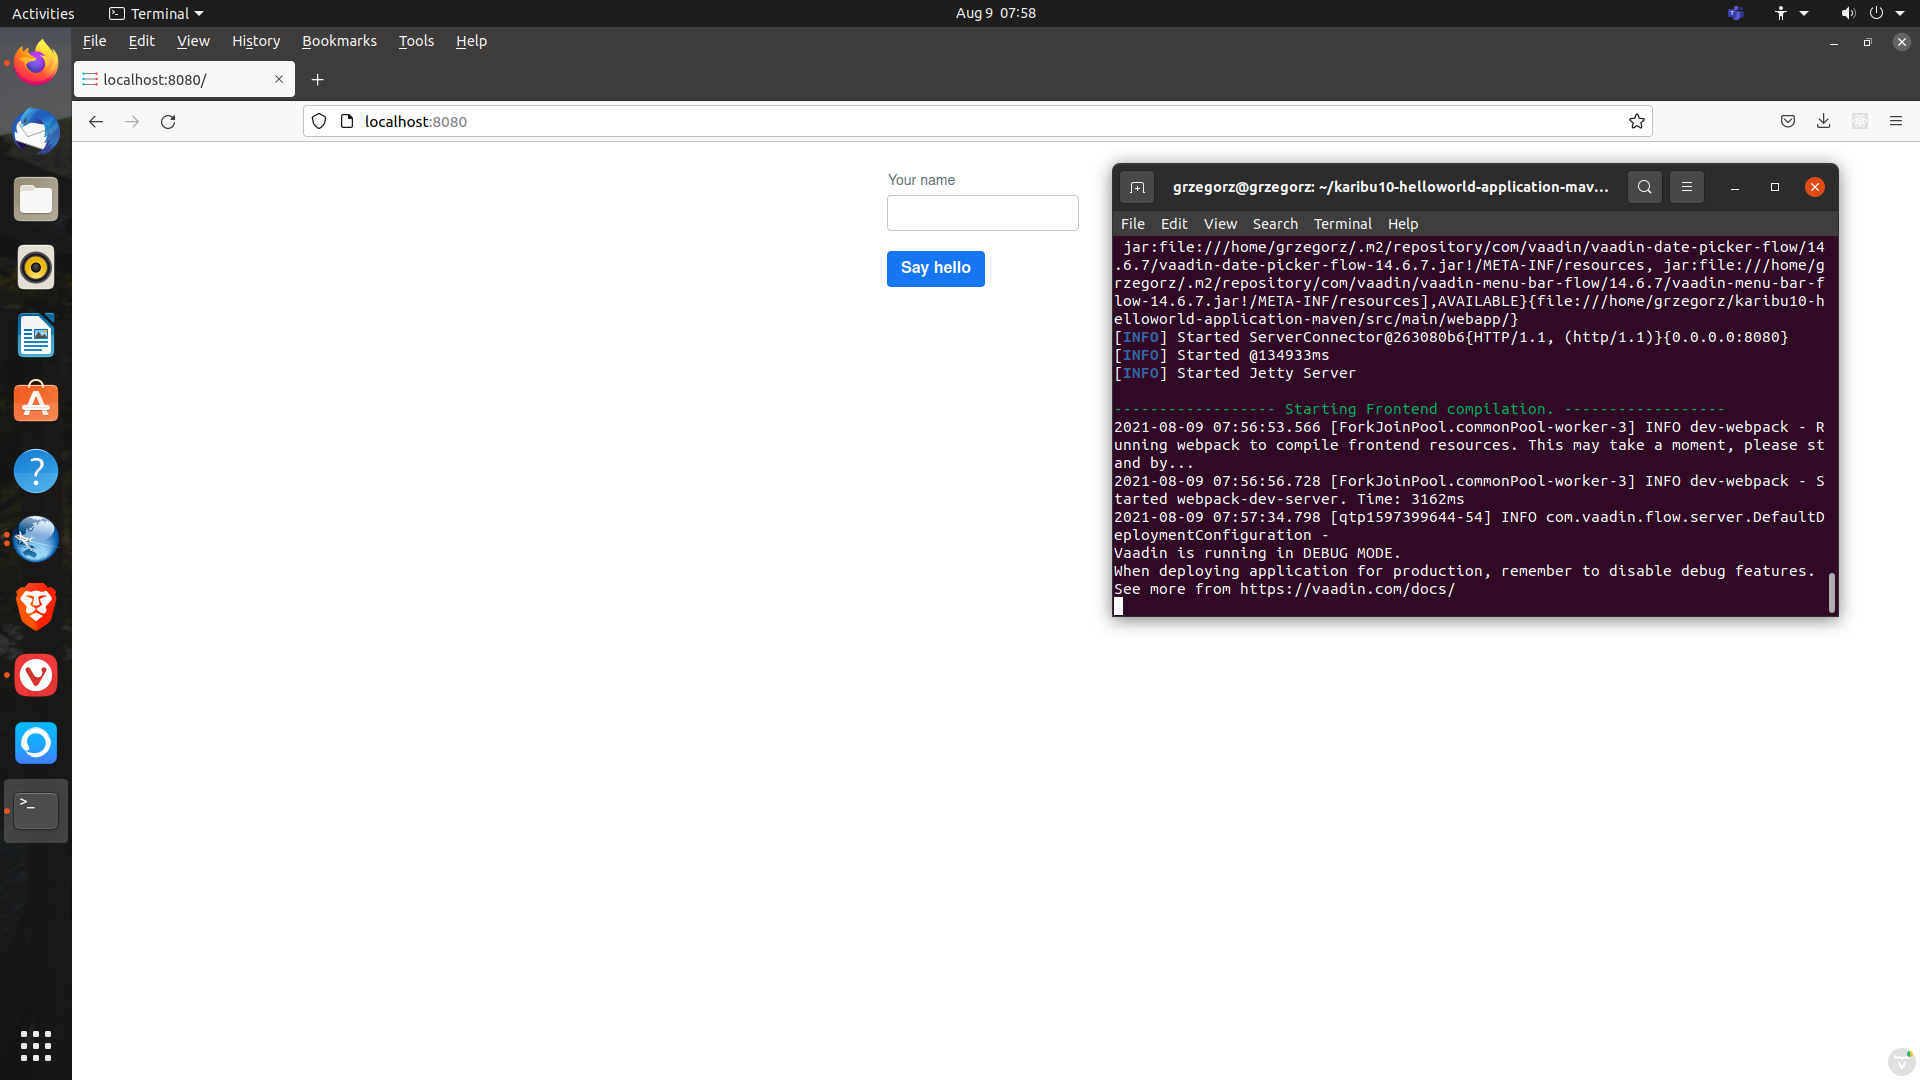 Activities
Terminal
Aug 9 07:58
File Edit View History Bookmarks Tools Help
localhost:8080/
localhost:8080
Your name
Say hello
grzegorz@grzegorz: ~/karibu10-helloworld-application-mav...
File Edit View Search Terminal Help
jar:file:///home/grzegorz/.m2/repository/com/vaadin/vaadin-date-picker-flow/14
.6.7/vaadin-date-picker-flow-14.6.7.jar!/META-INF/resources, jar:file:///home/g
rzegorz/.m2/repository/com/vaadin/vaadin-menu-bar-flow/14.6.7/vaadin-menu-bar-f
low-14.6.7.jar!/META-INF/resources],AVAILABLE}{file:///home/grzegorz/karibu10-h
elloworld-application-maven/src/main/webapp/}
[INFO] Started ServerConnector@263080b6{HTTP/1.1, (http/1.1)}{0.0.0.0:8080}
[INFO] Started @134933ms
[INFO] Started Jetty Server
------------------ Starting Frontend compilation. ------------------
2021-08-09 07:56:53.566 [ForkJoinPool.commonPool-worker-3] INFO dev-webpack - R
unning webpack to compile frontend resources. This may take a moment, please st
and by...
2021-08-09 07:56:56.728 [ForkJoinPool.commonPool-worker-3] INFO dev-webpack - S
tarted webpack-dev-server. Time: 3162ms
2021-08-09 07:57:34.798 [qtp1597399644-54] INFO com.vaadin.flow.server.DefaultD
eploymentConfiguration -
Vaadin is running in DEBUG MODE.
When deploying application for production, remember to disable debug features.
See more from https://vaadin.com/docs/